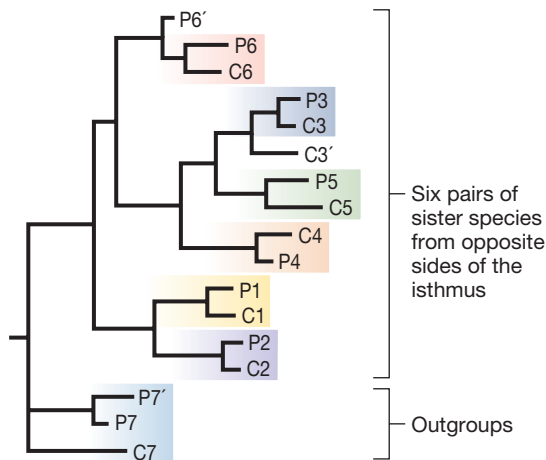 P6´
P6
C6
P3
C3
C3´
P5
C5
C4
P4
P1
C1
P2
C2
P7´
P7
C7
Six pairs of
sister species
from opposite
sides of the
isthmus
Outgroups